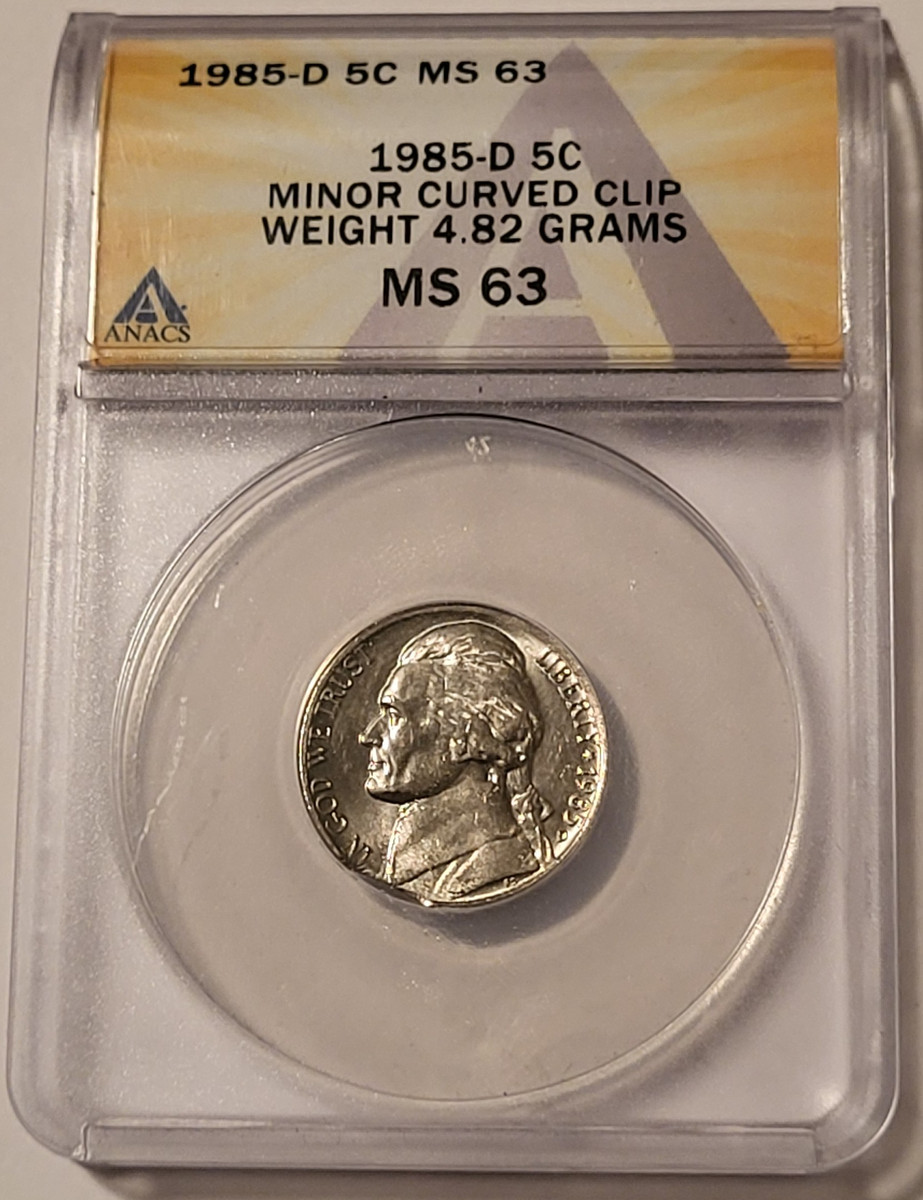 1985-D 5C MS 63
1985-D 5C
MINOR CURVED CLIP
WEIGHT 4.82 GRAMS
MS 63
ANACS
IN GOD WE TRUST
LIBERTY * 1985